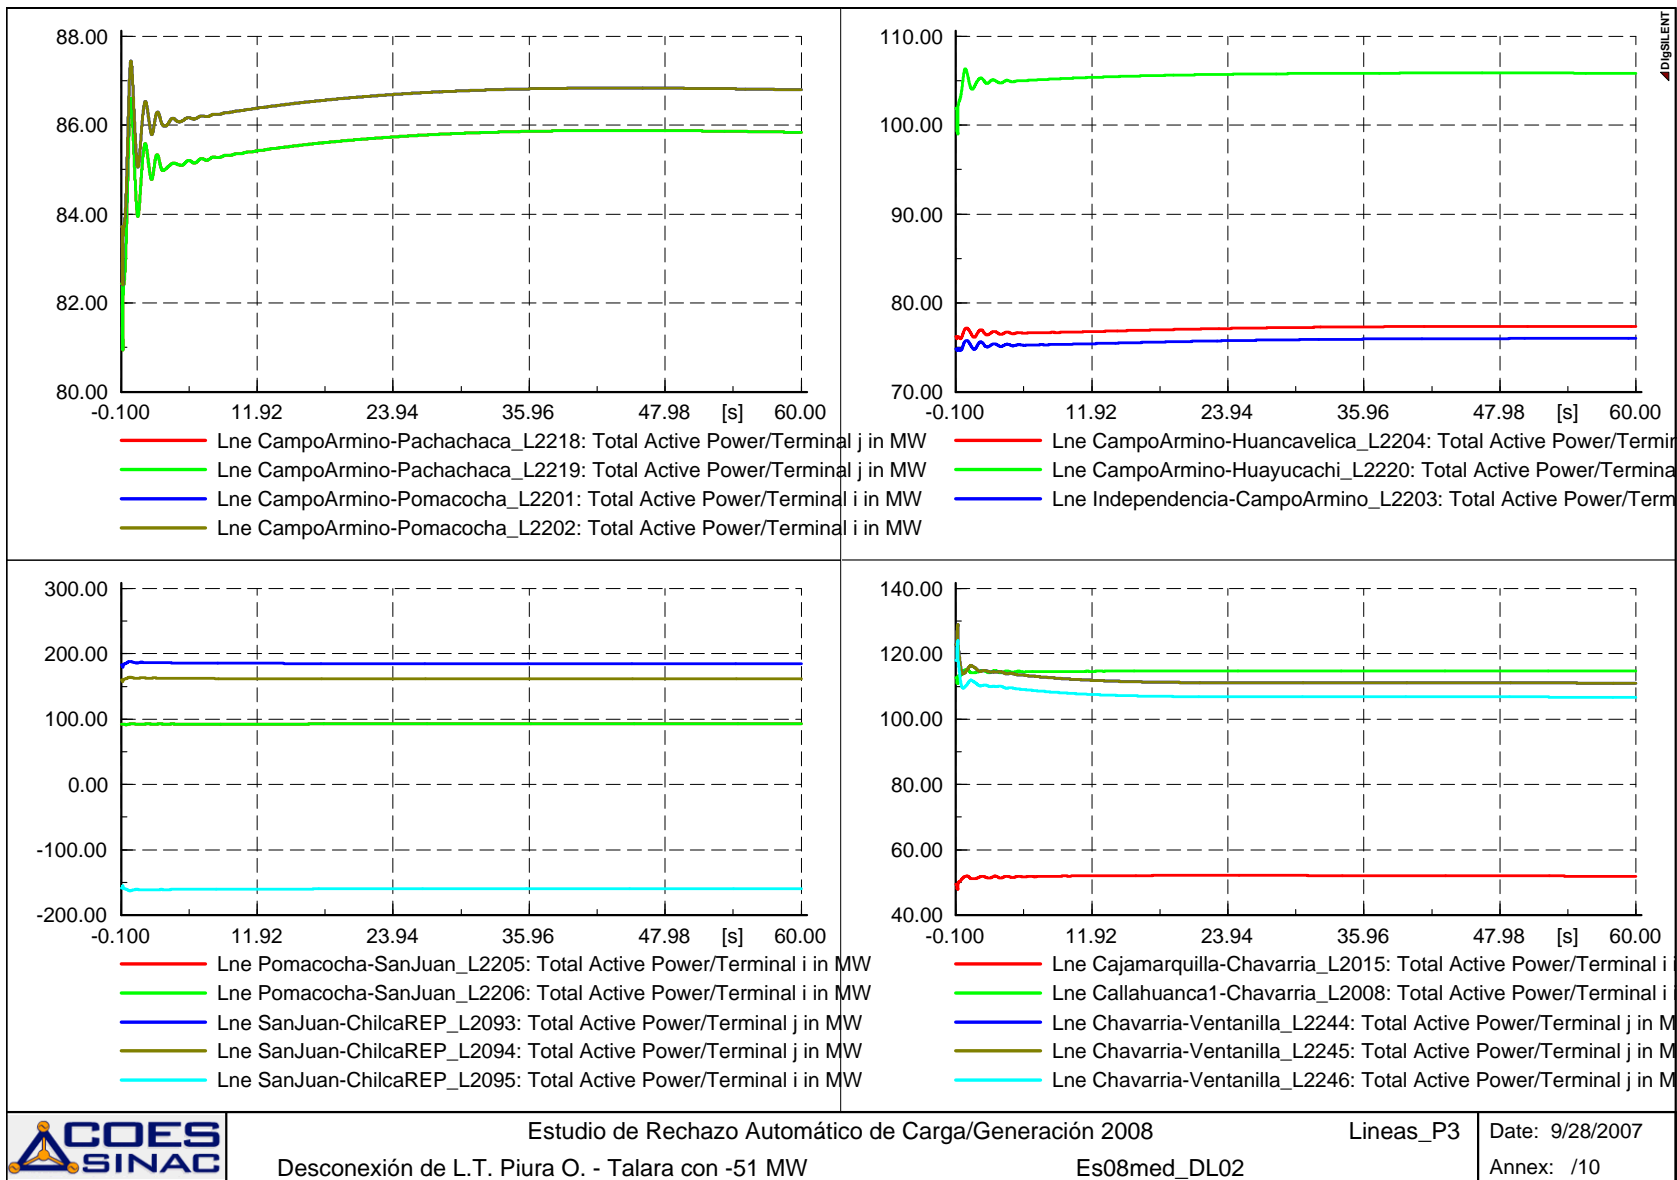 DIgSILENT
88.00
86.00
84.00
82.00
80.00
-0.100 11.92 23.94 35.96 47.98 [s] 60.00
Lne CampoArmino-Pachachaca_L2218: Total Active Power/Terminal j in MW
Lne CampoArmino-Pachachaca_L2219: Total Active Power/Terminal j in MW
Lne CampoArmino-Pomacocha_L2201: Total Active Power/Terminal i in MW
Lne CampoArmino-Pomacocha_L2202: Total Active Power/Terminal i in MW
110.00
100.00
90.00
80.00
70.00
-0.100 11.92 23.94 35.96 47.98 [s] 60.00
Lne CampoArmino-Huancavelica_L2204: Total Active Power/Termin
Lne CampoArmino-Huayucachi_L2220: Total Active Power/Termina
Lne Independencia-CampoArmino_L2203: Total Active Power/Term
300.00
200.00
100.00
0.00
-100.00
-200.00
-0.100 11.92 23.94 35.96 47.98 [s] 60.00
Lne Pomacocha-SanJuan_L2205: Total Active Power/Terminal i in MW
Lne Pomacocha-SanJuan_L2206: Total Active Power/Terminal i in MW
Lne SanJuan-ChilcaREP_L2093: Total Active Power/Terminal j in MW
Lne SanJuan-ChilcaREP_L2094: Total Active Power/Terminal j in MW
Lne SanJuan-ChilcaREP_L2095: Total Active Power/Terminal i in MW
140.00
120.00
100.00
80.00
60.00
40.00
-0.100 11.92 23.94 35.96 47.98 [s] 60.00
Lne Cajamarquilla-Chavarria_L2015: Total Active Power/Terminal i i
Lne Callahuanca1-Chavarria_L2008: Total Active Power/Terminal i i
Lne Chavarria-Ventanilla_L2244: Total Active Power/Terminal j in M
Lne Chavarria-Ventanilla_L2245: Total Active Power/Terminal j in M
Lne Chavarria-Ventanilla_L2246: Total Active Power/Terminal j in M
COES
SINAC
Estudio de Rechazo Automático de Carga/Generación 2008 Lineas_P3
Desconexión de L.T. Piura O. - Talara con -51 MW Es08med_DL02
Date: 9/28/2007
Annex: /10